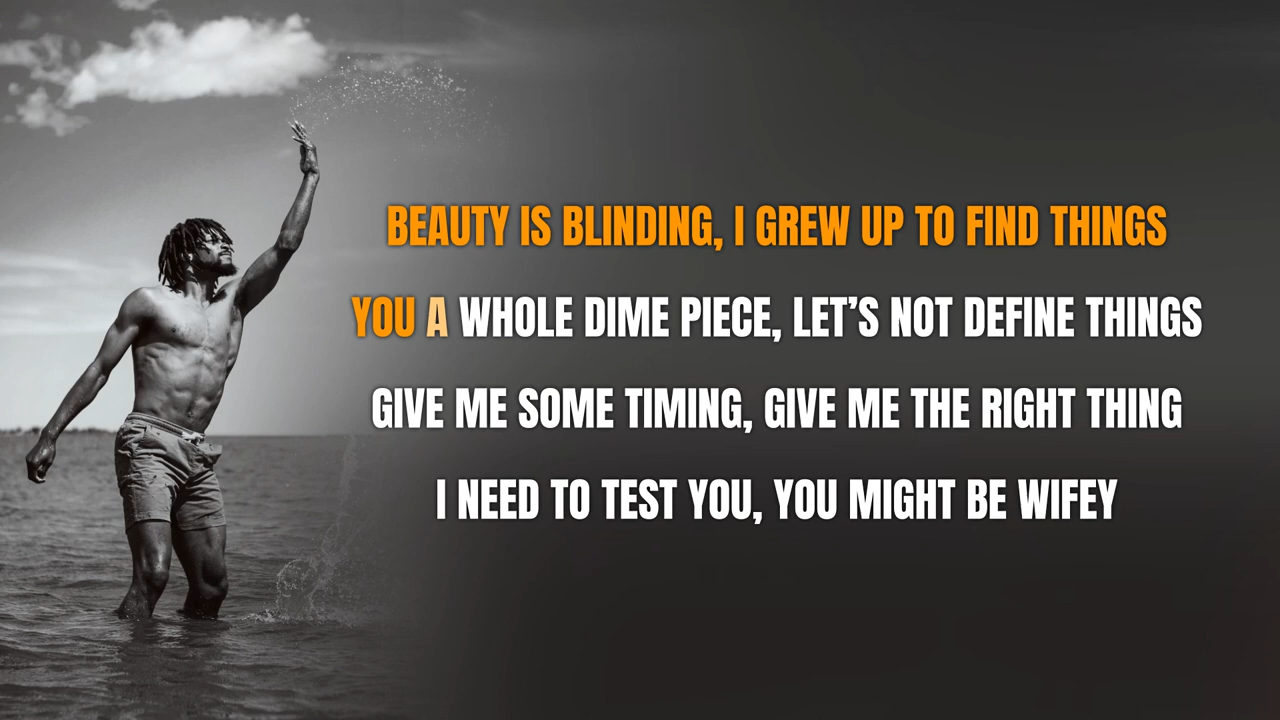 BEAUTY IS BLINDING, I GREW UP TO FIND THINGS
YOU A WHOLE DIME PIECE, LET’S NOT DEFINE THINGS
GIVE ME SOME TIMING, GIVE ME THE RIGHT THING
I NEED TO TEST YOU, YOU MIGHT BE WIFEY